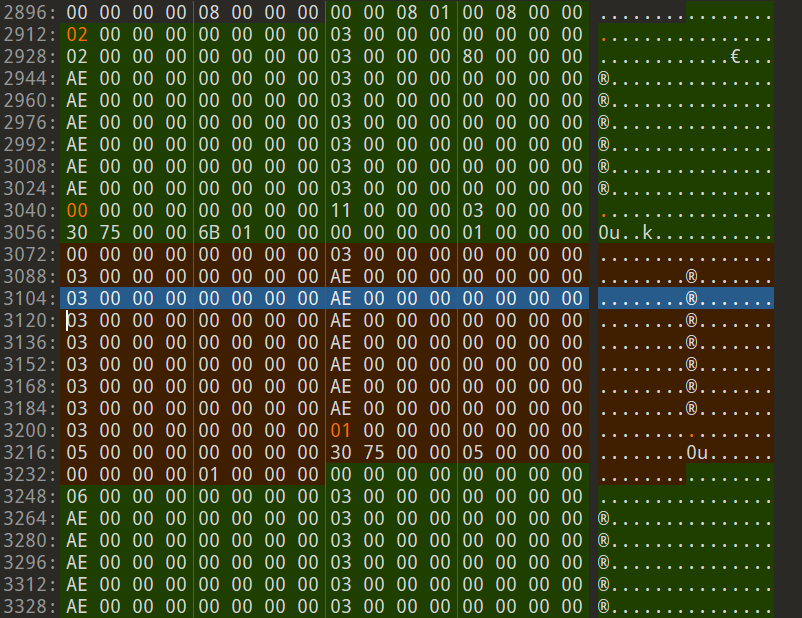 2896: 00 00 00 00 08 00 00 00 00 00 08 01 00 08 00 00 ................
2912: 02 00 00 00 00 00 00 00 03 00 00 00 00 00 00 00 ................
2928: 02 00 00 00 00 00 00 00 03 00 00 00 80 00 00 00 ............€...
2944: AE 00 00 00 00 00 00 00 03 00 00 00 00 00 00 00 ®...............
2960: AE 00 00 00 00 00 00 00 03 00 00 00 00 00 00 00 ®...............
2976: AE 00 00 00 00 00 00 00 03 00 00 00 00 00 00 00 ®...............
2992: AE 00 00 00 00 00 00 00 03 00 00 00 00 00 00 00 ®...............
3008: AE 00 00 00 00 00 00 00 03 00 00 00 00 00 00 00 ®...............
3024: AE 00 00 00 00 00 00 00 03 00 00 00 00 00 00 00 ®...............
3040: 00 00 00 00 00 00 00 00 11 00 00 00 03 00 00 00 ................
3056: 30 75 00 00 6B 01 00 00 00 00 00 00 01 00 00 00 0u..k...........
3072: 00 00 00 00 00 00 00 00 03 00 00 00 00 00 00 00 ................
3088: 03 00 00 00 00 00 00 00 AE 00 00 00 00 00 00 00 ........®.......
3104: 03 00 00 00 00 00 00 00 AE 00 00 00 00 00 00 00 ........®.......
3120: 03 00 00 00 00 00 00 00 AE 00 00 00 00 00 00 00 ........®.......
3136: 03 00 00 00 00 00 00 00 AE 00 00 00 00 00 00 00 ........®.......
3152: 03 00 00 00 00 00 00 00 AE 00 00 00 00 00 00 00 ........®.......
3168: 03 00 00 00 00 00 00 00 AE 00 00 00 00 00 00 00 ........®.......
3184: 03 00 00 00 00 00 00 00 AE 00 00 00 00 00 00 00 ........®.......
3200: 03 00 00 00 00 00 00 00 01 00 00 00 00 00 00 00 ................
3216: 05 00 00 00 00 00 00 00 30 75 00 00 05 00 00 00 ........0u......
3232: 00 00 00 00 01 00 00 00 00 00 00 00 00 00 00 00 ................
3248: 06 00 00 00 00 00 00 00 03 00 00 00 00 00 00 00 ................
3264: AE 00 00 00 00 00 00 00 03 00 00 00 00 00 00 00 ®...............
3280: AE 00 00 00 00 00 00 00 03 00 00 00 00 00 00 00 ®...............
3296: AE 00 00 00 00 00 00 00 03 00 00 00 00 00 00 00 ®...............
3312: AE 00 00 00 00 00 00 00 03 00 00 00 00 00 00 00 ®...............
3328: AE 00 00 00 00 00 00 00 03 00 00 00 00 00 00 00 ®...............